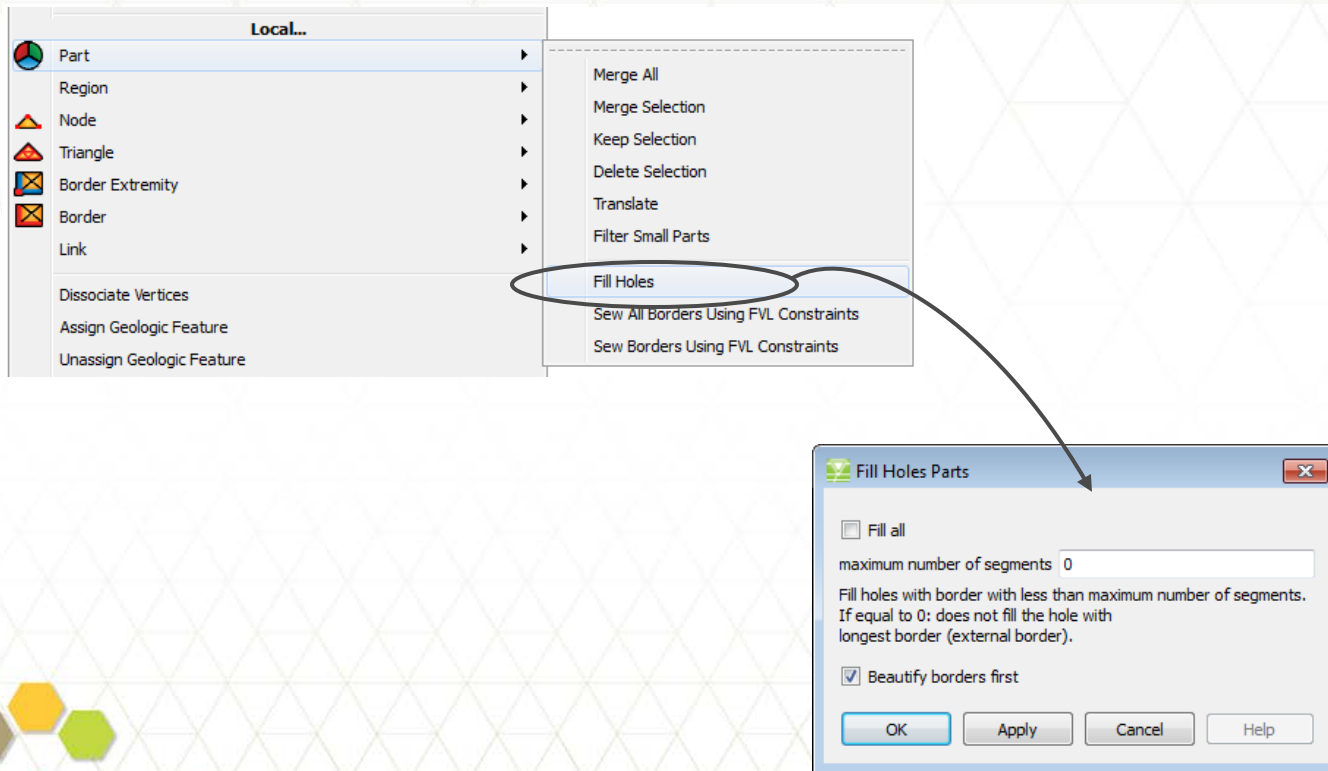 Local...
Part
Region
Node
Triangle
Border Extremity
Border
Link
Dissociate Vertices
Assign Geologic Feature
Unassign Geologic Feature
Merge All
Merge Selection
Keep Selection
Delete Selection
Translate
Filter Small Parts
Fill Holes
Sew All Borders Using FVL Constraints
Sew Borders Using FVL Constraints
Fill Holes Parts
Fill all
maximum number of segments 0
Fill holes with border with less than maximum number of segments.
If equal to 0: does not fill the hole with
longest border (external border).
Beautify borders first
OK Apply Cancel Help